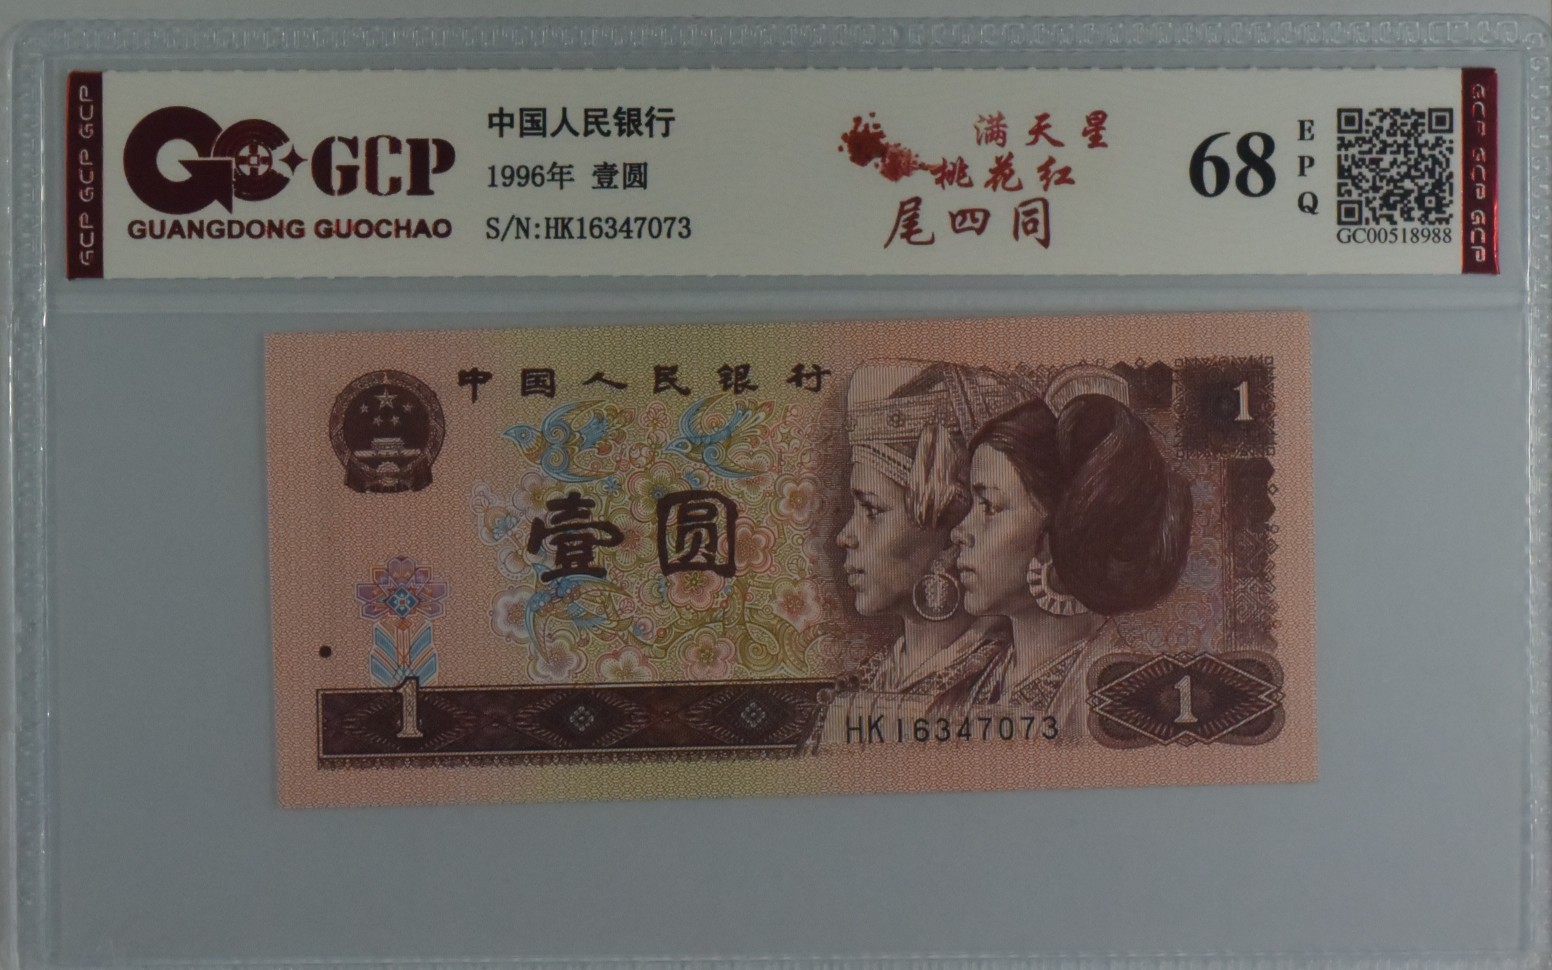 GCP GCP GCP
GCP
GUANGDONG GUOCHAO
中国人民银行
1996年 壹圆
S/N:HK16347073
满天星
桃花红
尾四同
68
EPQ
GC00518988
GCP GCP GCP
中国人民银行
1
壹圆
1
1
HK16347073